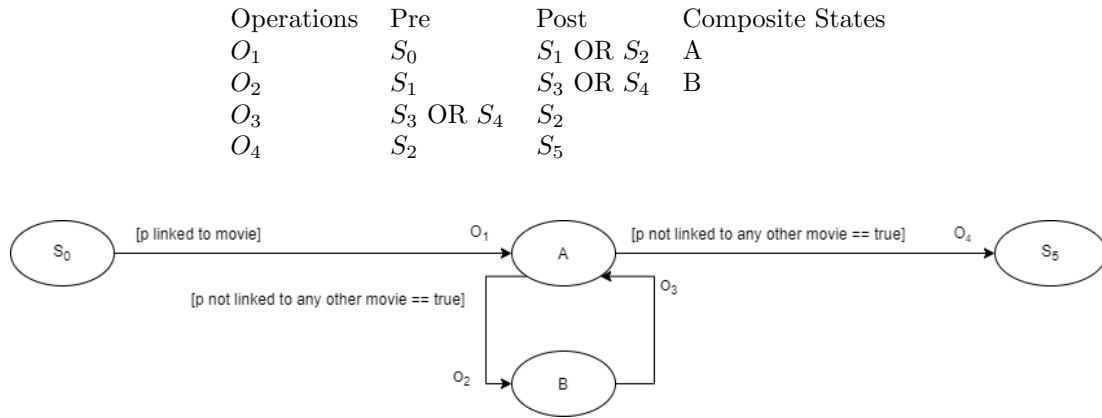 Operations Pre Post Composite States
O₁ S₀ S₁ OR S₂ A
O₂ S₁ S₃ OR S₄ B
O₃ S₃ OR S₄ S₂
O₄ S₂ S₅
S₀ [p linked to movie] O₁ A [p not linked to any other movie == true] O₄ S₅
[p not linked to any other movie == true] O₃
O₂ B